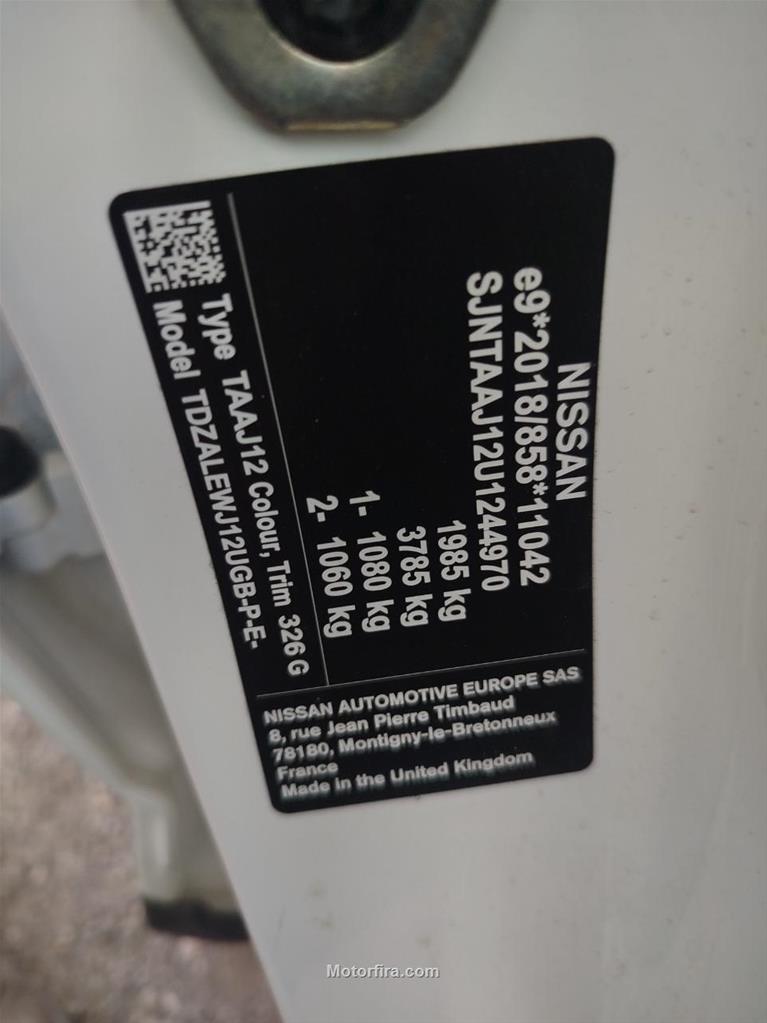 NISSAN
e9*2018/858*11042
SJNTAAJ12U1244970
1985 kg
3785 kg
1- 1080 kg
2- 1060 kg
Type TAAJ12 Colour, Trim 326 G
Model TDZALEWJ12UGB-P-E-
NISSAN AUTOMOTIVE EUROPE SAS
8, rue Jean Pierre Timbaud
78180, Montigny-le-Bretonneux
France
Made in the United Kingdom
Motorfira.com